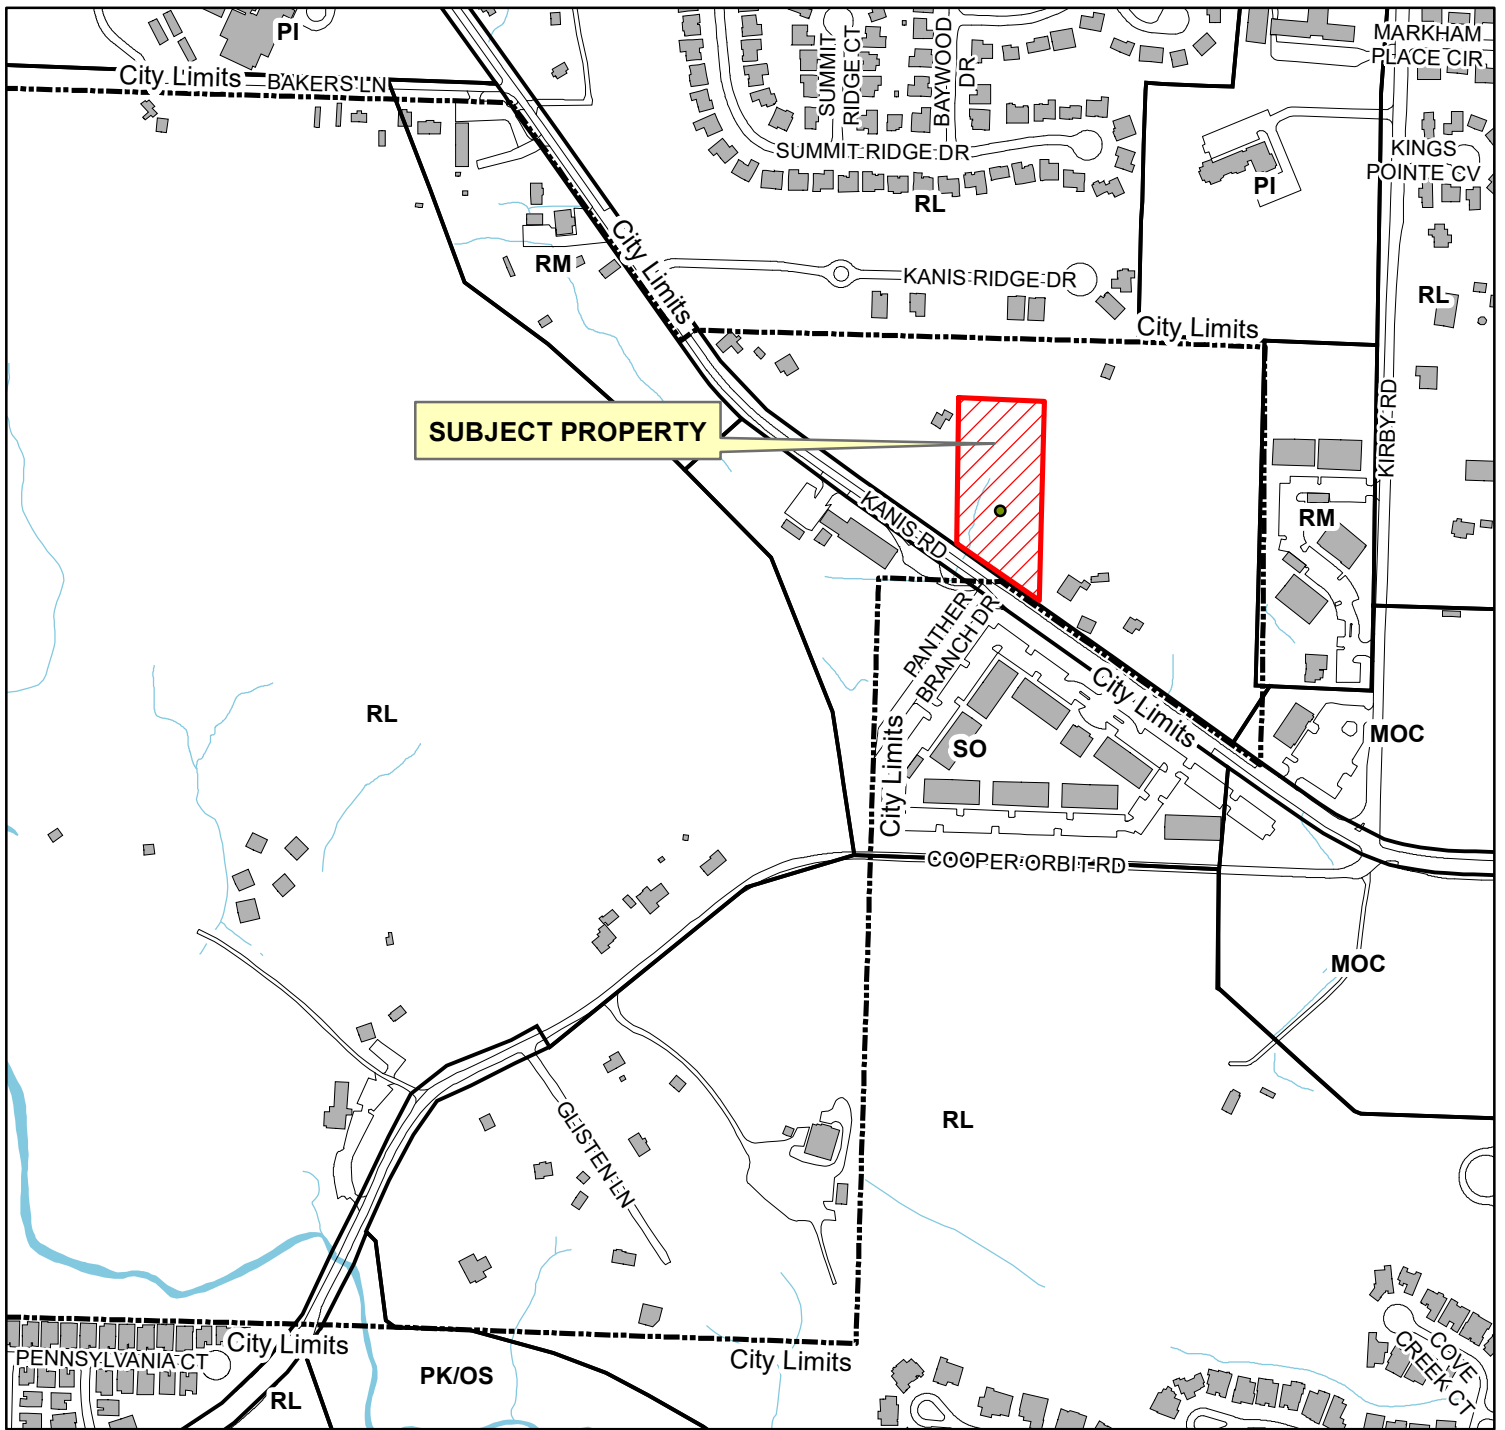 PI
City Limits
BAKERS LN
SUMMIT
RIDGE CT
BAYWOOD
DR
MARKHAM
PLACE CIR
SUMMIT RIDGE DR
KINGS
POINTE CV
PI
RL
City Limits
RM
KANIS RIDGE DR
RL
City Limits
SUBJECT PROPERTY
KIRBY RD
KANIS RD
RM
PANTHER
BRANCH DR
City Limits
RL
City Limits
SO
MOC
COOPER ORBIT RD
MOC
GLISTEN LN
RL
City Limits
PENNSYLVANIA CT
RL
PK/OS
City Limits
COVE
CREEK CT